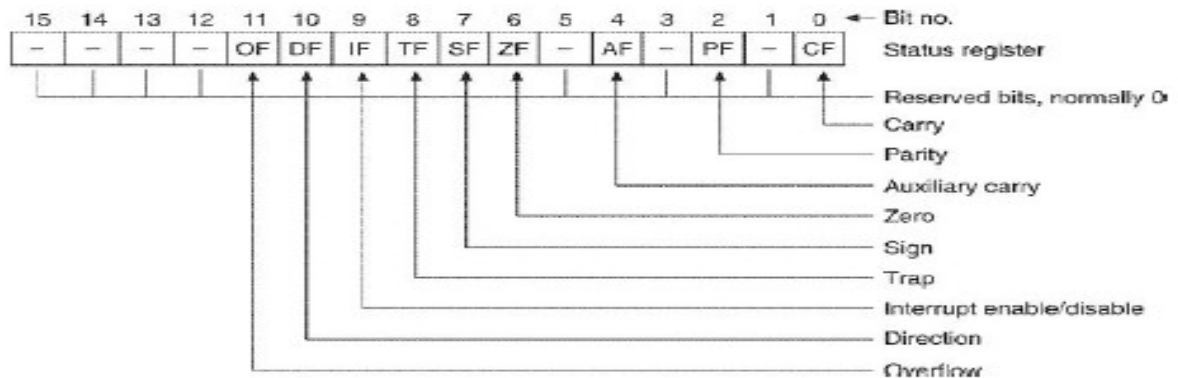 15 14 13 12 11 10 9 8 7 6 5 4 3 2 1 0 Bit no.
– – – – OF DF IF TF SF ZF – AF – PF – CF Status register
Reserved bits, normally 0
Carry
Parity
Auxiliary carry
Zero
Sign
Trap
Interrupt enable/disable
Direction
Overflow